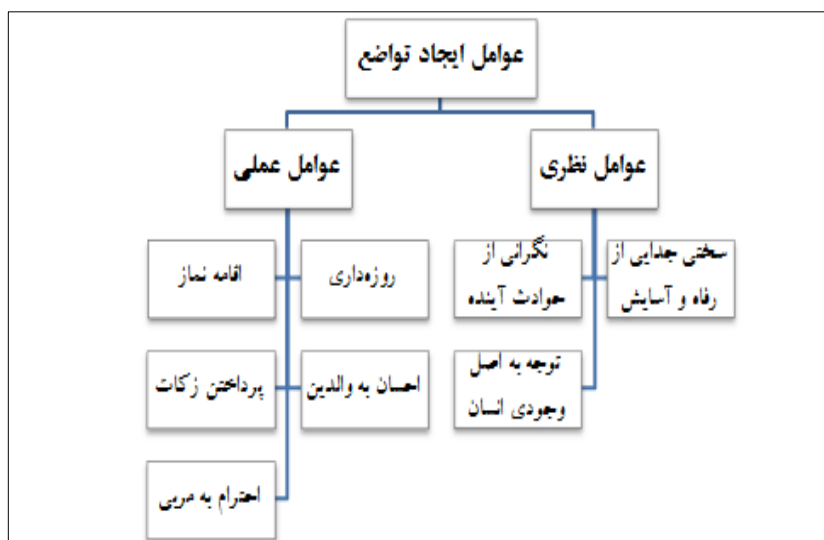 عوامل ایجاد تواضع
عوامل نظری
عوامل عملی
سختی جدایی از
رفاه و آسایش
نگرانی از
حوادث آینده
توجه به اصل
وجودی انسان
روزه‌داری
اقامه نماز
احسان به والدین
پرداختن زکات
احترام به مربی